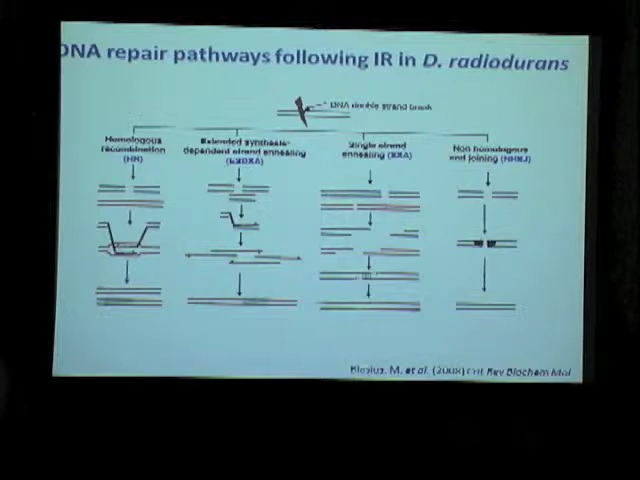 DNA repair pathways following IR in D. radiodurans
DNA double strand break
Homologous
recombination
(HR)
Extended synthesis-
dependent strand annealing
(ESDSA)
Single strand
annealing (SSA)
Non homologous
end joining (NHEJ)
Blasius, M. et al. (2008) Crit Rev Biochem Mol